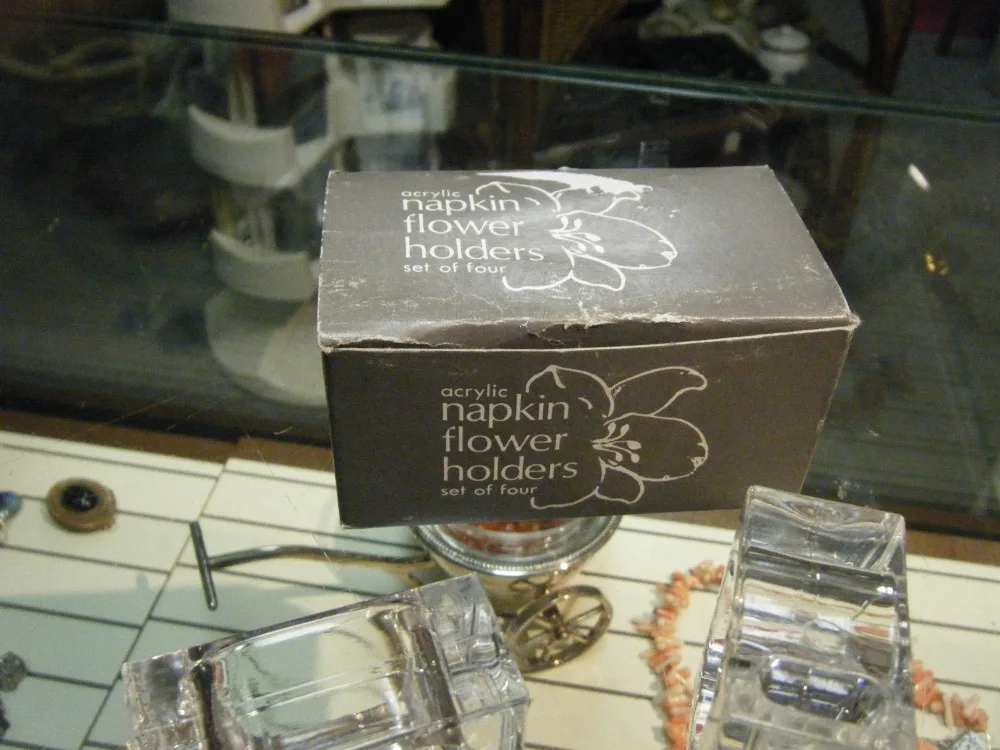 acrylic
napkin
flower
holders
set of four
acrylic
napkin
flower
holders
set of four